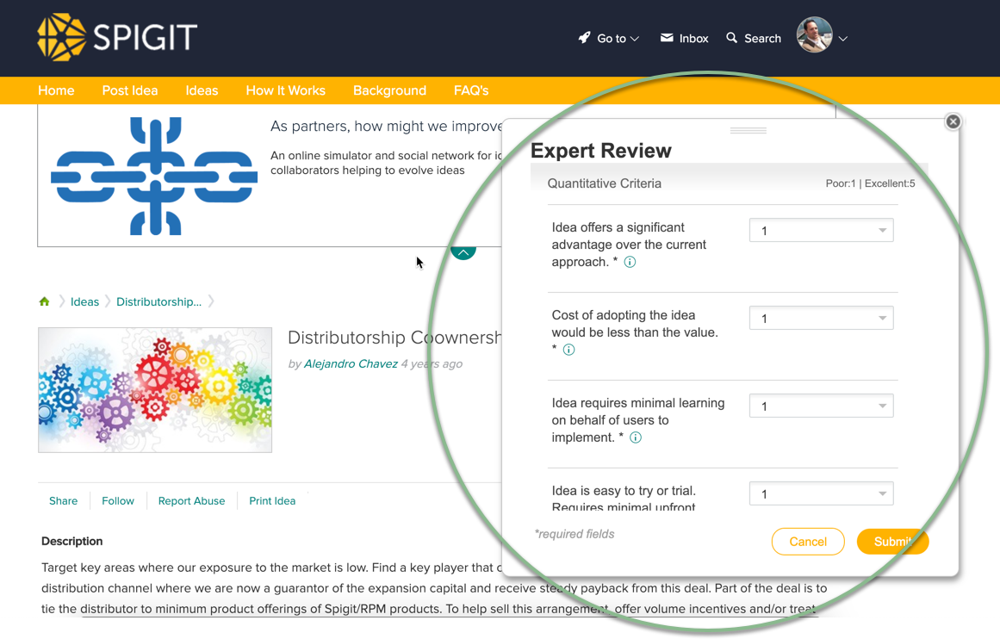 SPIGIT
Go to
Inbox
Search
Home
Post Idea
Ideas
How It Works
Background
FAQ's
As partners, how might we improve
An online simulator and social network for
collaborators helping to evolve ideas
Ideas
Distributorship...
Distributorship Coownersh
by Alejandro Chavez 4 years ago
Share
Follow
Report Abuse
Print Idea
Description
Target key areas where our exposure to the market is low. Find a key player that
distribution channel where we are now a guarantor of the expansion capital and receive steady payback from this deal. Part of the deal is to
tie the distributor to minimum product offerings of Spigit/RPM products. To help sell this arrangement, offer volume incentives and/or treat
Expert Review
Quantitative Criteria
Poor:1 | Excellent:5
Idea offers a significant
advantage over the current
approach. *
1
Cost of adopting the idea
would be less than the value.
*
1
Idea requires minimal learning
on behalf of users to
implement. *
1
Idea is easy to try or trial.
Requires minimal upfront
1
*required fields
Cancel
Submit